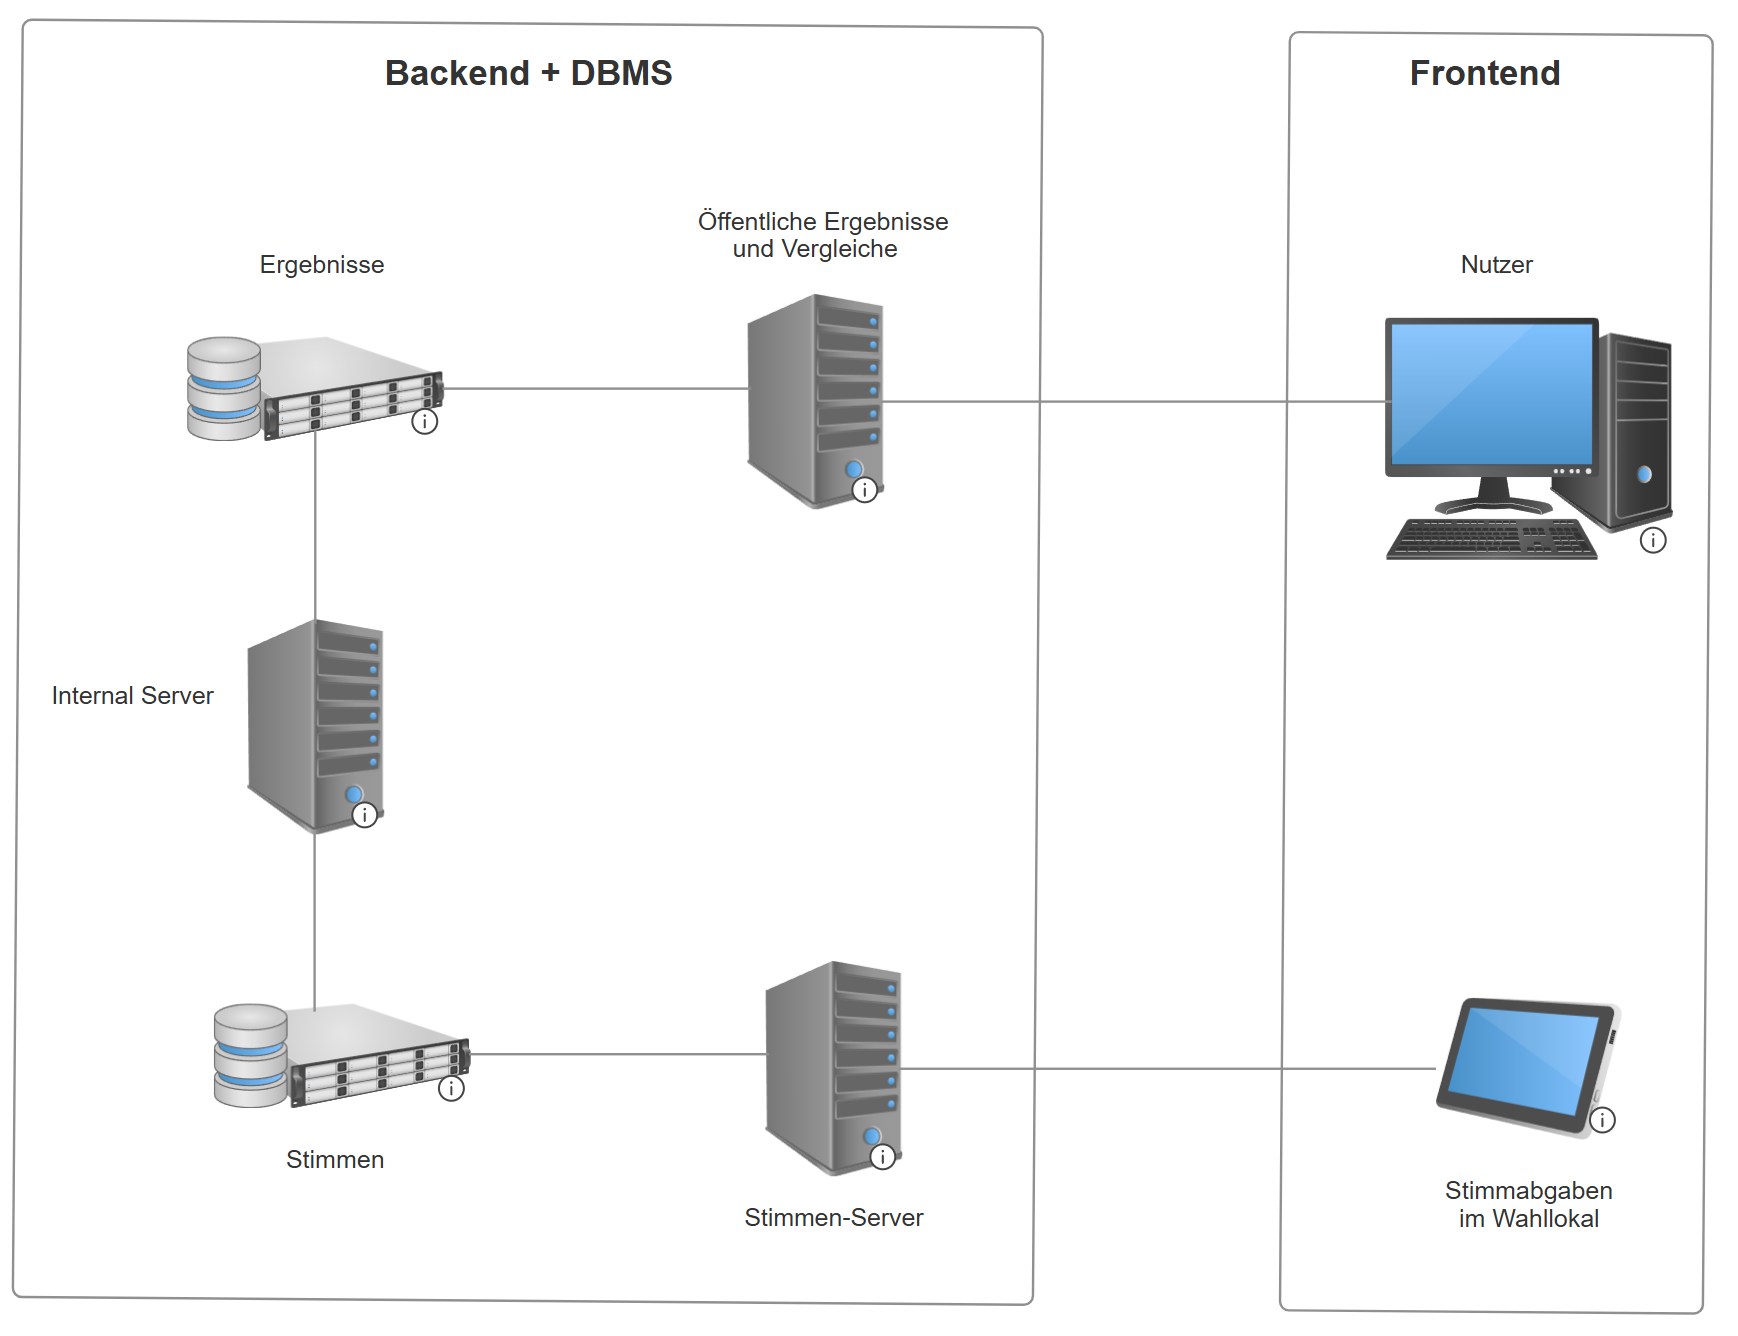 Backend + DBMS
Frontend
Öffentliche Ergebnisse
und Vergleiche
Ergebnisse
Nutzer
Internal Server
Stimmen
Stimmen-Server
Stimmabgaben
im Wahllokal